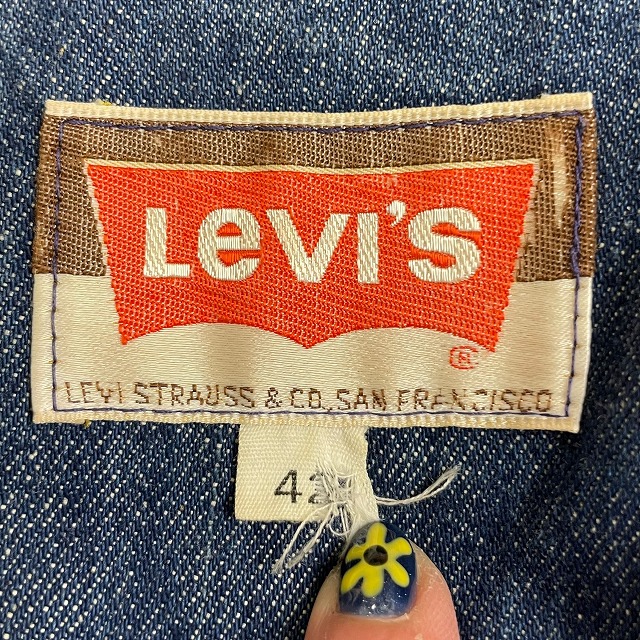 LEVI'S
®
LEVI STRAUSS & CO. SAN FRANCISCO
42